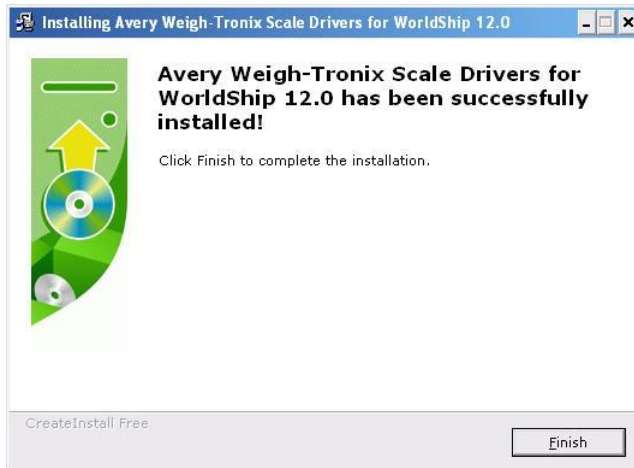 Installing Avery Weigh-Tronix Scale Drivers for WorldShip 12.0
Avery Weigh-Tronix Scale Drivers for
WorldShip 12.0 has been successfully
installed!
Click Finish to complete the installation.
CreateInstall Free
Finish